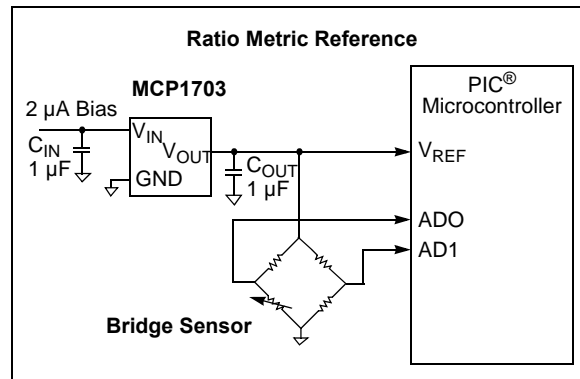 Ratio Metric Reference
PIC®
Microcontroller
MCP1703
2 µA Bias
VIN
VOUT
GND
CIN
1 µF
COUT
1 µF
VREF
ADO
AD1
Bridge Sensor